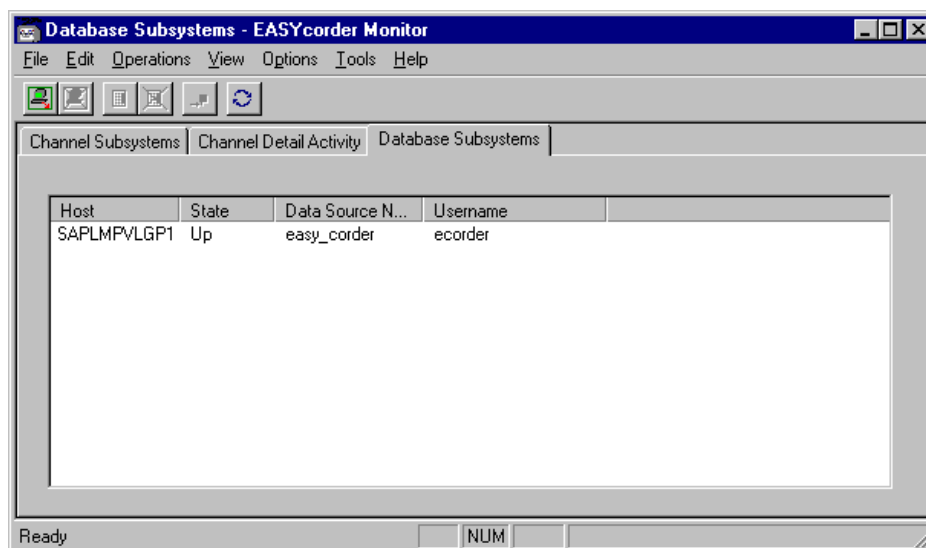 Database Subsystems - EASYcorder Monitor
File Edit Operations View Options Tools Help
Channel Subsystems Channel Detail Activity Database Subsystems
Host State Data Source N... Username
SAPLMPVLGP1 Up easy_corder ecorder
Ready NUM